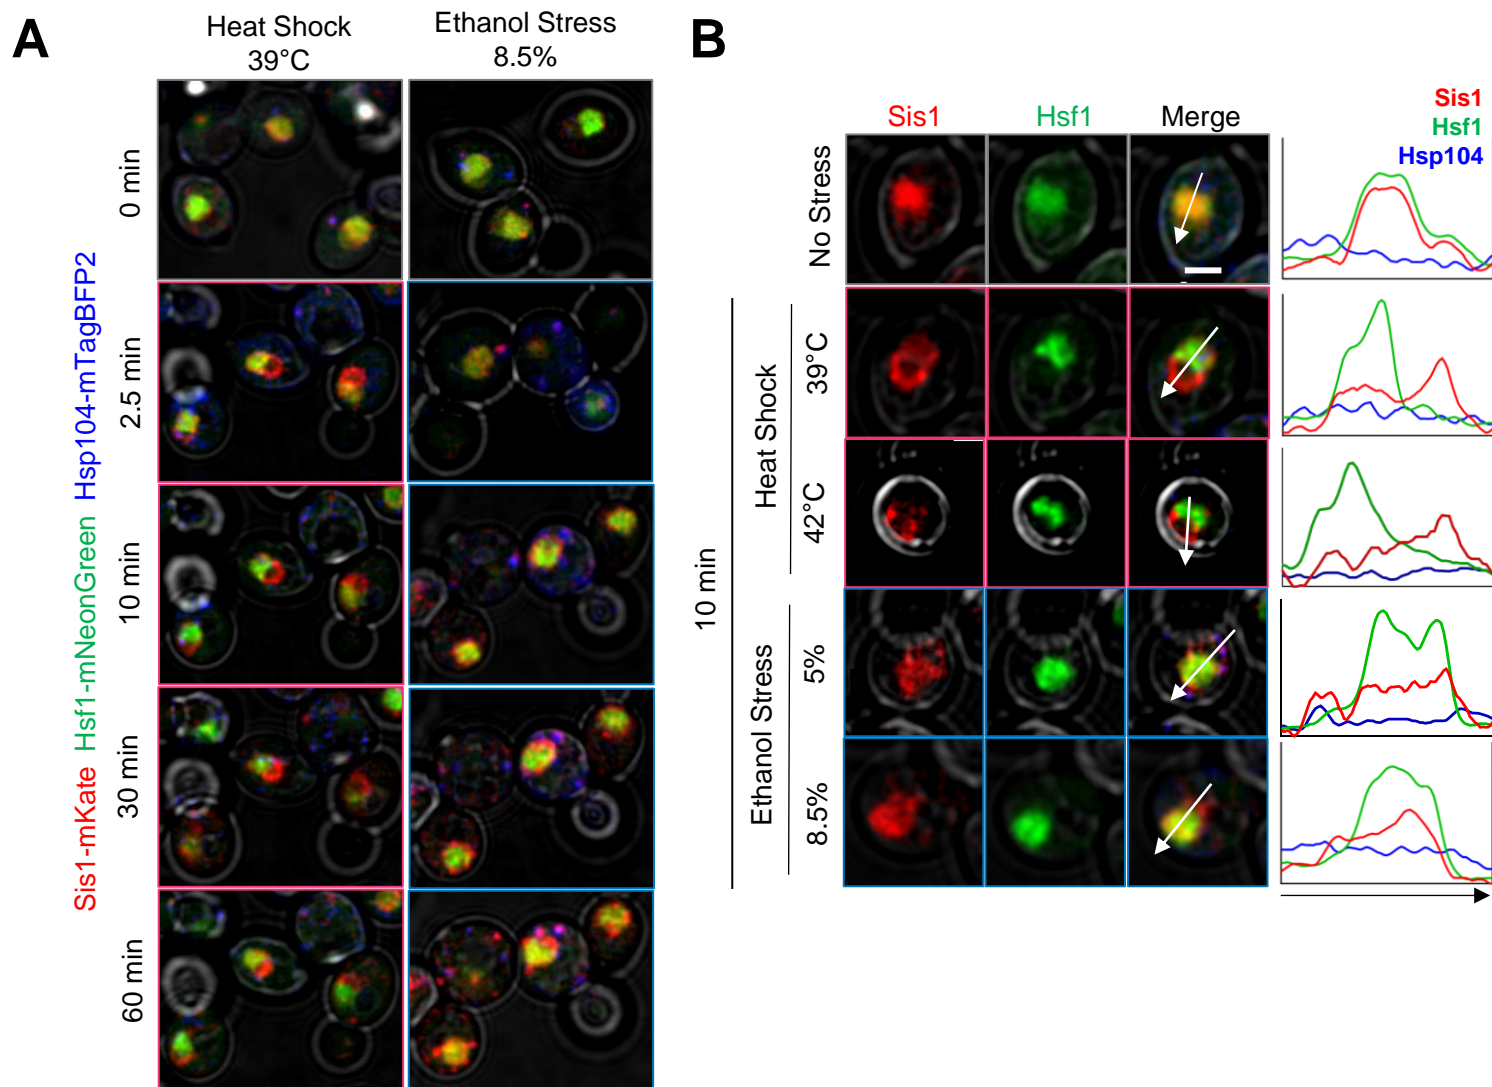 A
Heat Shock
39°C
Ethanol Stress
8.5%
0 min
2.5 min
10 min
30 min
60 min
Sis1-mKate Hsf1-mNeonGreen Hsp104-mTagBFP2
B
Sis1
Hsf1
Merge
Sis1
Hsf1
Hsp104
No Stress
10 min
Heat Shock
39°C
42°C
Ethanol Stress
5%
8.5%